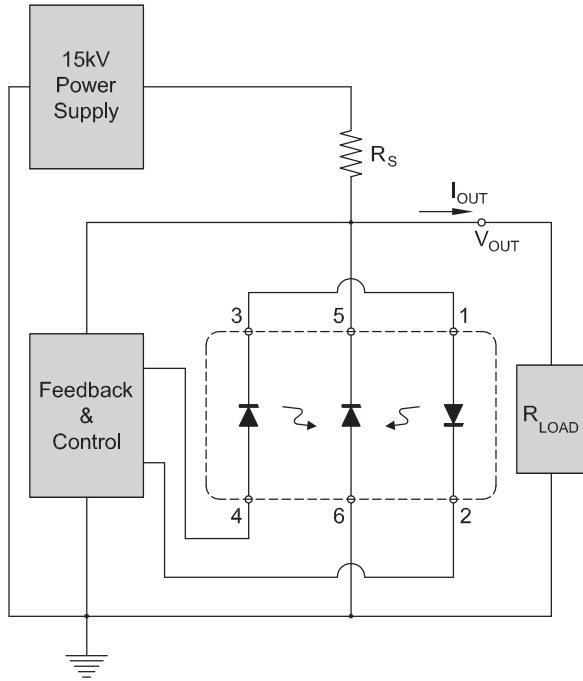 15kV
Power
Supply
R_S
I_OUT
V_OUT
3 5 1
Feedback
&
Control
R_LOAD
4 6 2